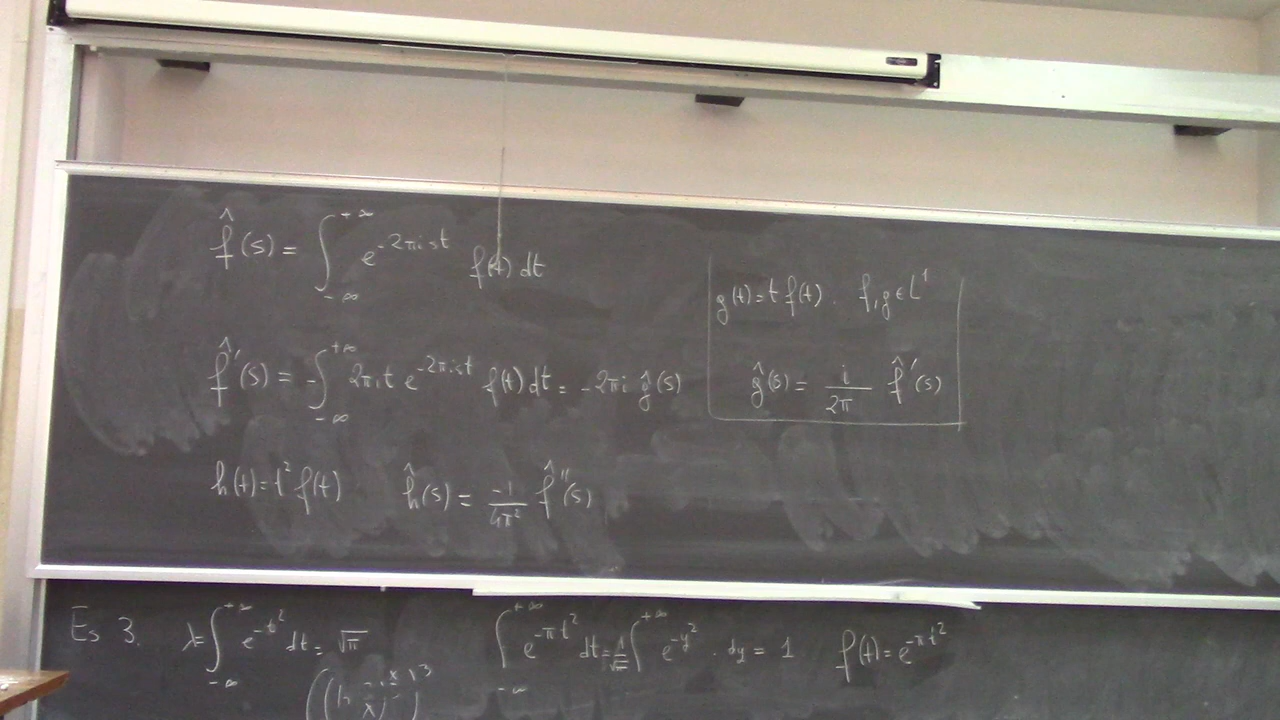 f̂(s) = ∫_{-∞}^{+∞} e^{-2πist} f(t) dt
g(t) = t f(t). f, g ∈ L¹
f̂'(s) = -∫_{-∞}^{+∞} 2πit e^{-2πist} f(t) dt = -2πi ĝ(s)
ĝ(s) = i/2π f̂'(s)
h(t) = t² f(t) ĥ(s) = -1/4π² f̂''(s)
Es 3. λ = ∫_{-∞}^{+∞} e^{-t²} dt = √π ∫_{-∞}^{+∞} e^{-πt²} dt = 1/√π ∫_{-∞}^{+∞} e^{-y²} · dy = 1 f(t) = e^{-πt²}